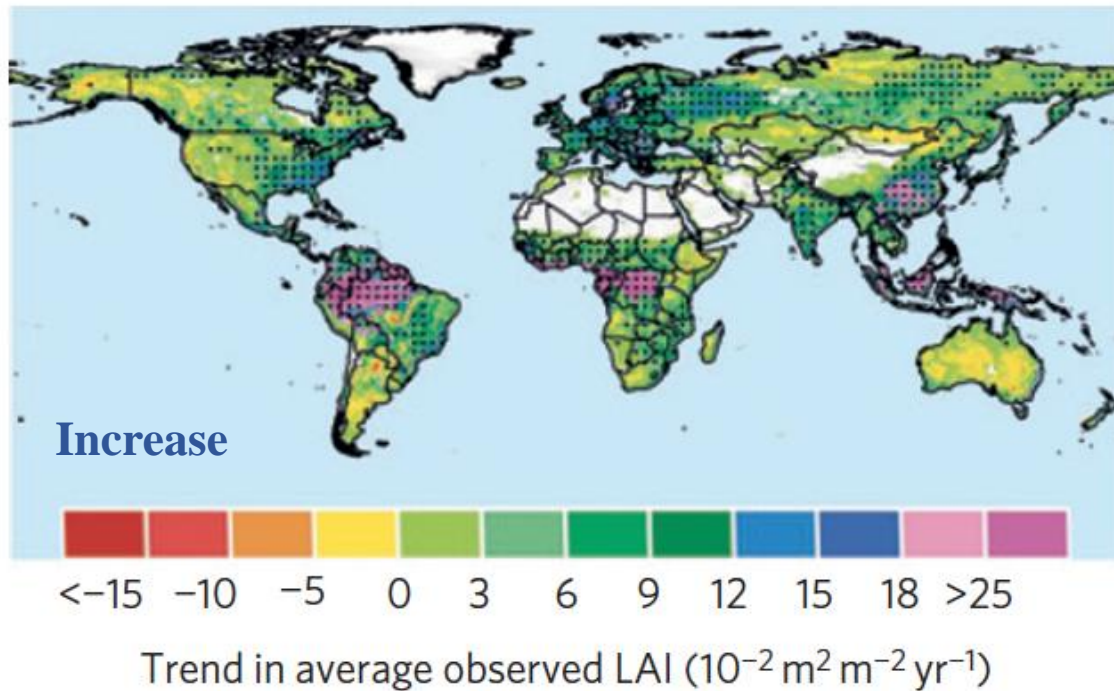 Increase
<−15 −10 −5 0 3 6 9 12 15 18 >25
Trend in average observed LAI (10⁻² m² m⁻² yr⁻¹)